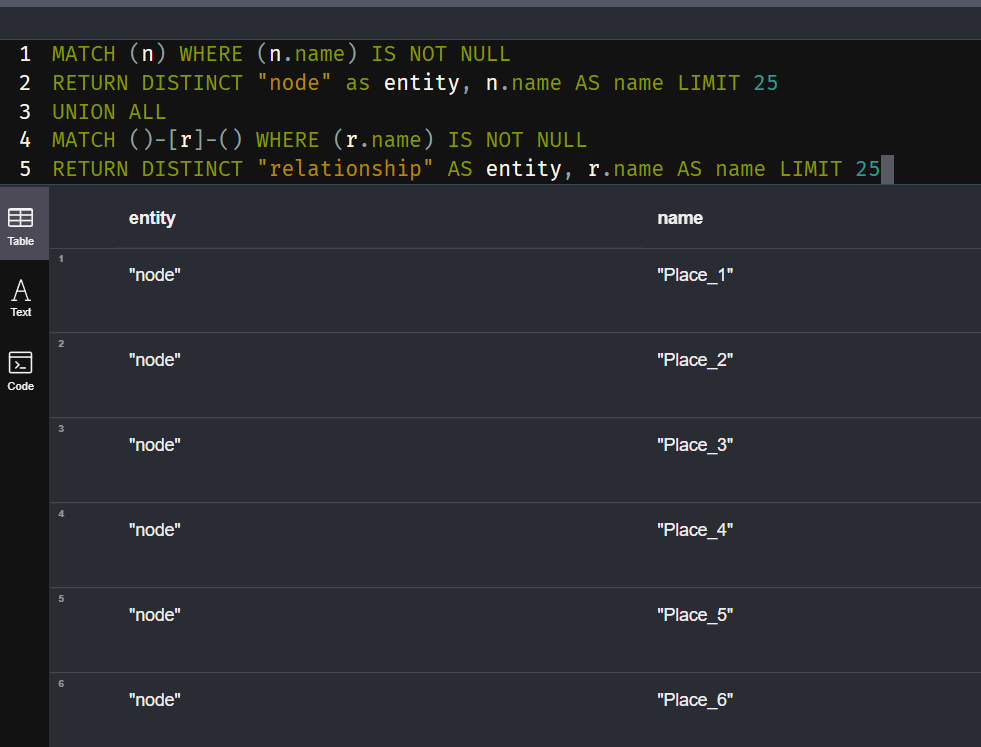 1 MATCH (n) WHERE (n.name) IS NOT NULL
2 RETURN DISTINCT "node" as entity, n.name AS name LIMIT 25
3 UNION ALL
4 MATCH ()-[r]-() WHERE (r.name) IS NOT NULL
5 RETURN DISTINCT "relationship" AS entity, r.name AS name LIMIT 25
Table
Text
Code
entity name
1 "node" "Place_1"
2 "node" "Place_2"
3 "node" "Place_3"
4 "node" "Place_4"
5 "node" "Place_5"
6 "node" "Place_6"